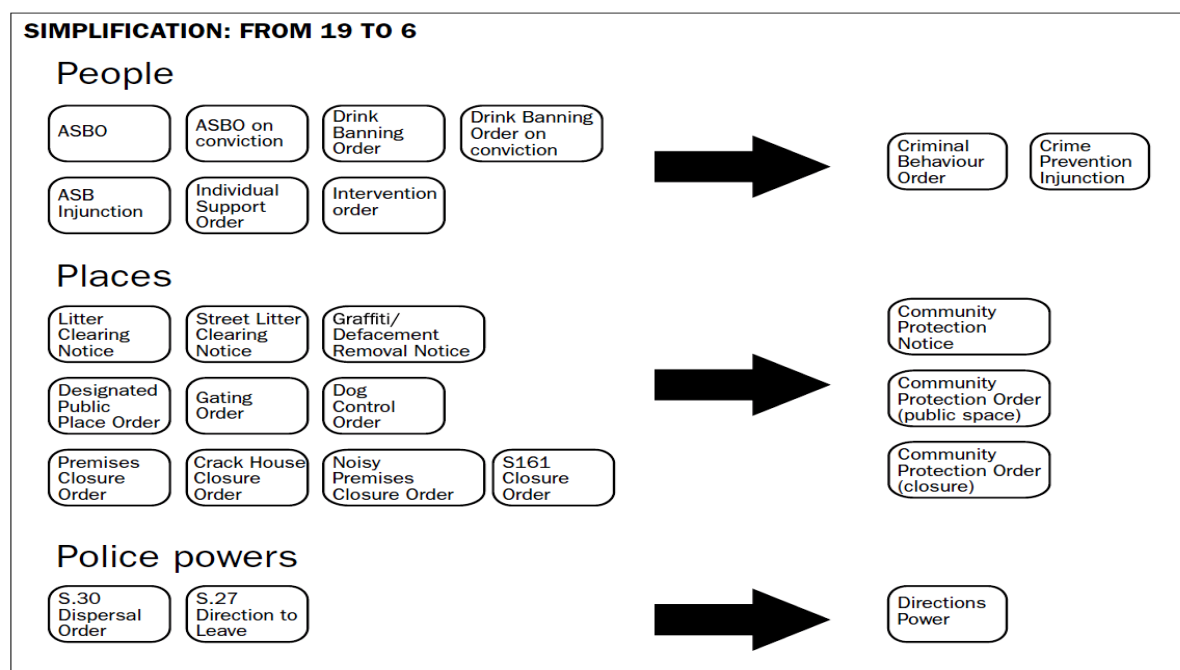 SIMPLIFICATION: FROM 19 TO 6
People
ASBO
ASBO on
conviction
Drink
Banning
Order
Drink Banning
Order on
conviction
ASB
Injunction
Individual
Support
Order
Intervention
order
Criminal
Behaviour
Order
Crime
Prevention
Injunction
Places
Litter
Clearing
Notice
Street Litter
Clearing
Notice
Graffiti/
Defacement
Removal Notice
Designated
Public
Place Order
Gating
Order
Dog
Control
Order
Premises
Closure
Order
Crack House
Closure
Order
Noisy
Premises
Closure Order
S161
Closure
Order
Community
Protection
Notice
Community
Protection Order
(public space)
Community
Protection Order
(closure)
Police powers
S.30
Dispersal
Order
S.27
Direction to
Leave
Directions
Power